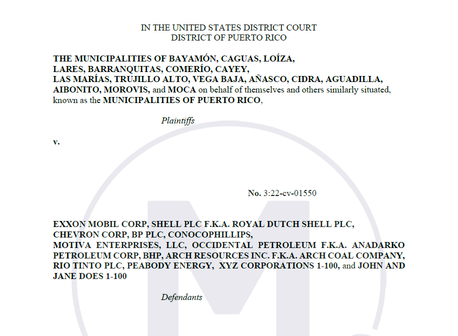 IN THE UNITED STATES DISTRICT COURT
DISTRICT OF PUERTO RICO
THE MUNICIPALITIES OF BAYAMÓN, CAGUAS, LOÍZA,
LARES, BARRANQUITAS, COMERÍO, CAYEY,
LAS MARÍAS, TRUJILLO ALTO, VEGA BAJA, AÑASCO, CIDRA, AGUADILLA,
AIBONITO, MOROVIS, and MOCA on behalf of themselves and others similarly situated,
known as the MUNICIPALITIES OF PUERTO RICO,
Plaintiffs
v.
No. 3:22-cv-01550
EXXON MOBIL CORP, SHELL PLC F.K.A. ROYAL DUTCH SHELL PLC,
CHEVRON CORP, BP PLC, CONOCOPHILLIPS,
MOTIVA ENTERPRISES, LLC, OCCIDENTAL PETROLEUM F.K.A. ANADARKO
PETROLEUM CORP, BHP, ARCH RESOURCES INC. F.K.A. ARCH COAL COMPANY,
RIO TINTO PLC, PEABODY ENERGY, XYZ CORPORATIONS 1-100, and JOHN AND
JANE DOES 1-100
Defendants
M